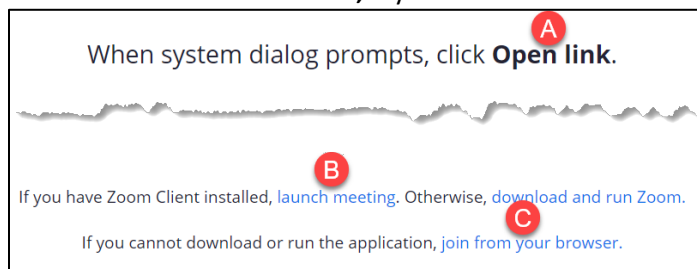 A
When system dialog prompts, click Open link.
B
If you have Zoom Client installed, launch meeting. Otherwise, download and run Zoom.
C
If you cannot download or run the application, join from your browser.